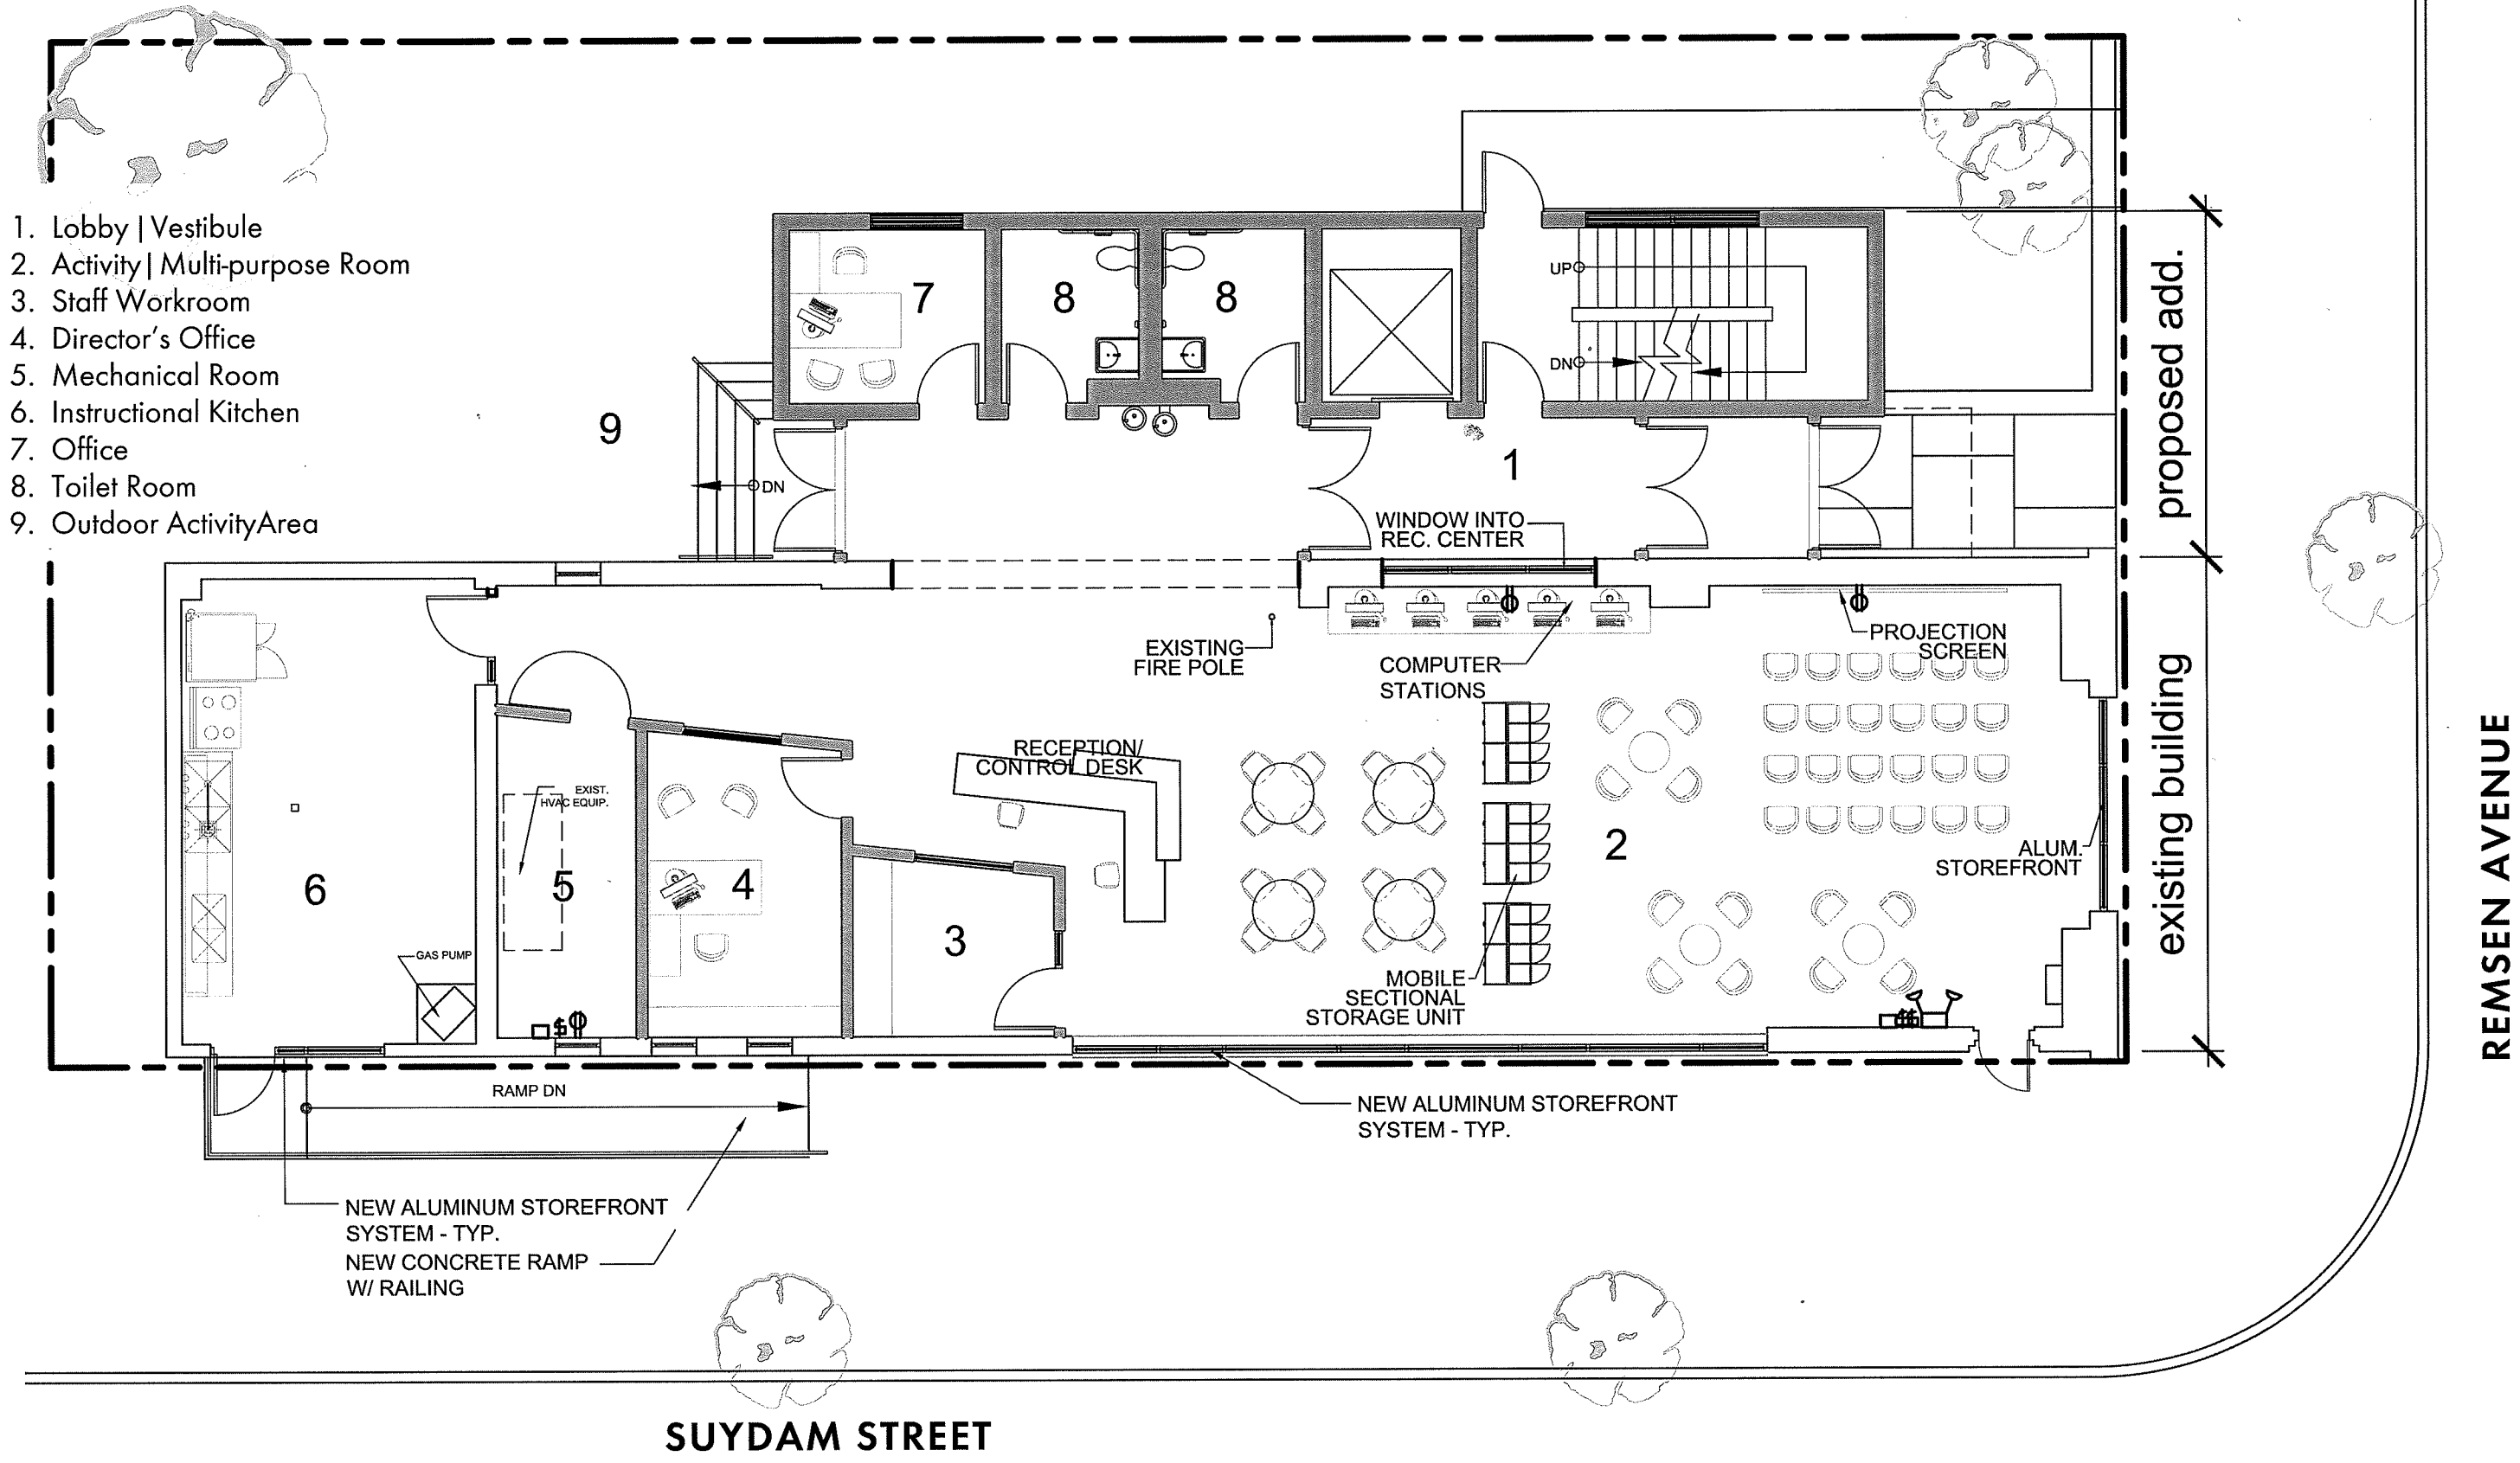 1. Lobby | Vestibule
2. Activity | Multi-purpose Room
3. Staff Workroom
4. Director's Office
5. Mechanical Room
6. Instructional Kitchen
7. Office
8. Toilet Room
9. Outdoor ActivityArea
7
8
8
UP
DN
9
DN
1
WINDOW INTO
REC. CENTER
proposed add.
EXISTING
FIRE POLE
COMPUTER
STATIONS
PROJECTION
SCREEN
RECEPTION/
CONTROL DESK
EXIST.
HVAC EQUIP.
6
5
4
3
2
GAS PUMP
MOBILE
SECTIONAL
STORAGE UNIT
ALUM.
STOREFRONT
existing building
REMSEN AVENUE
RAMP DN
NEW ALUMINUM STOREFRONT
SYSTEM - TYP.
NEW ALUMINUM STOREFRONT
SYSTEM - TYP.
NEW CONCRETE RAMP
W/ RAILING
SUYDAM STREET